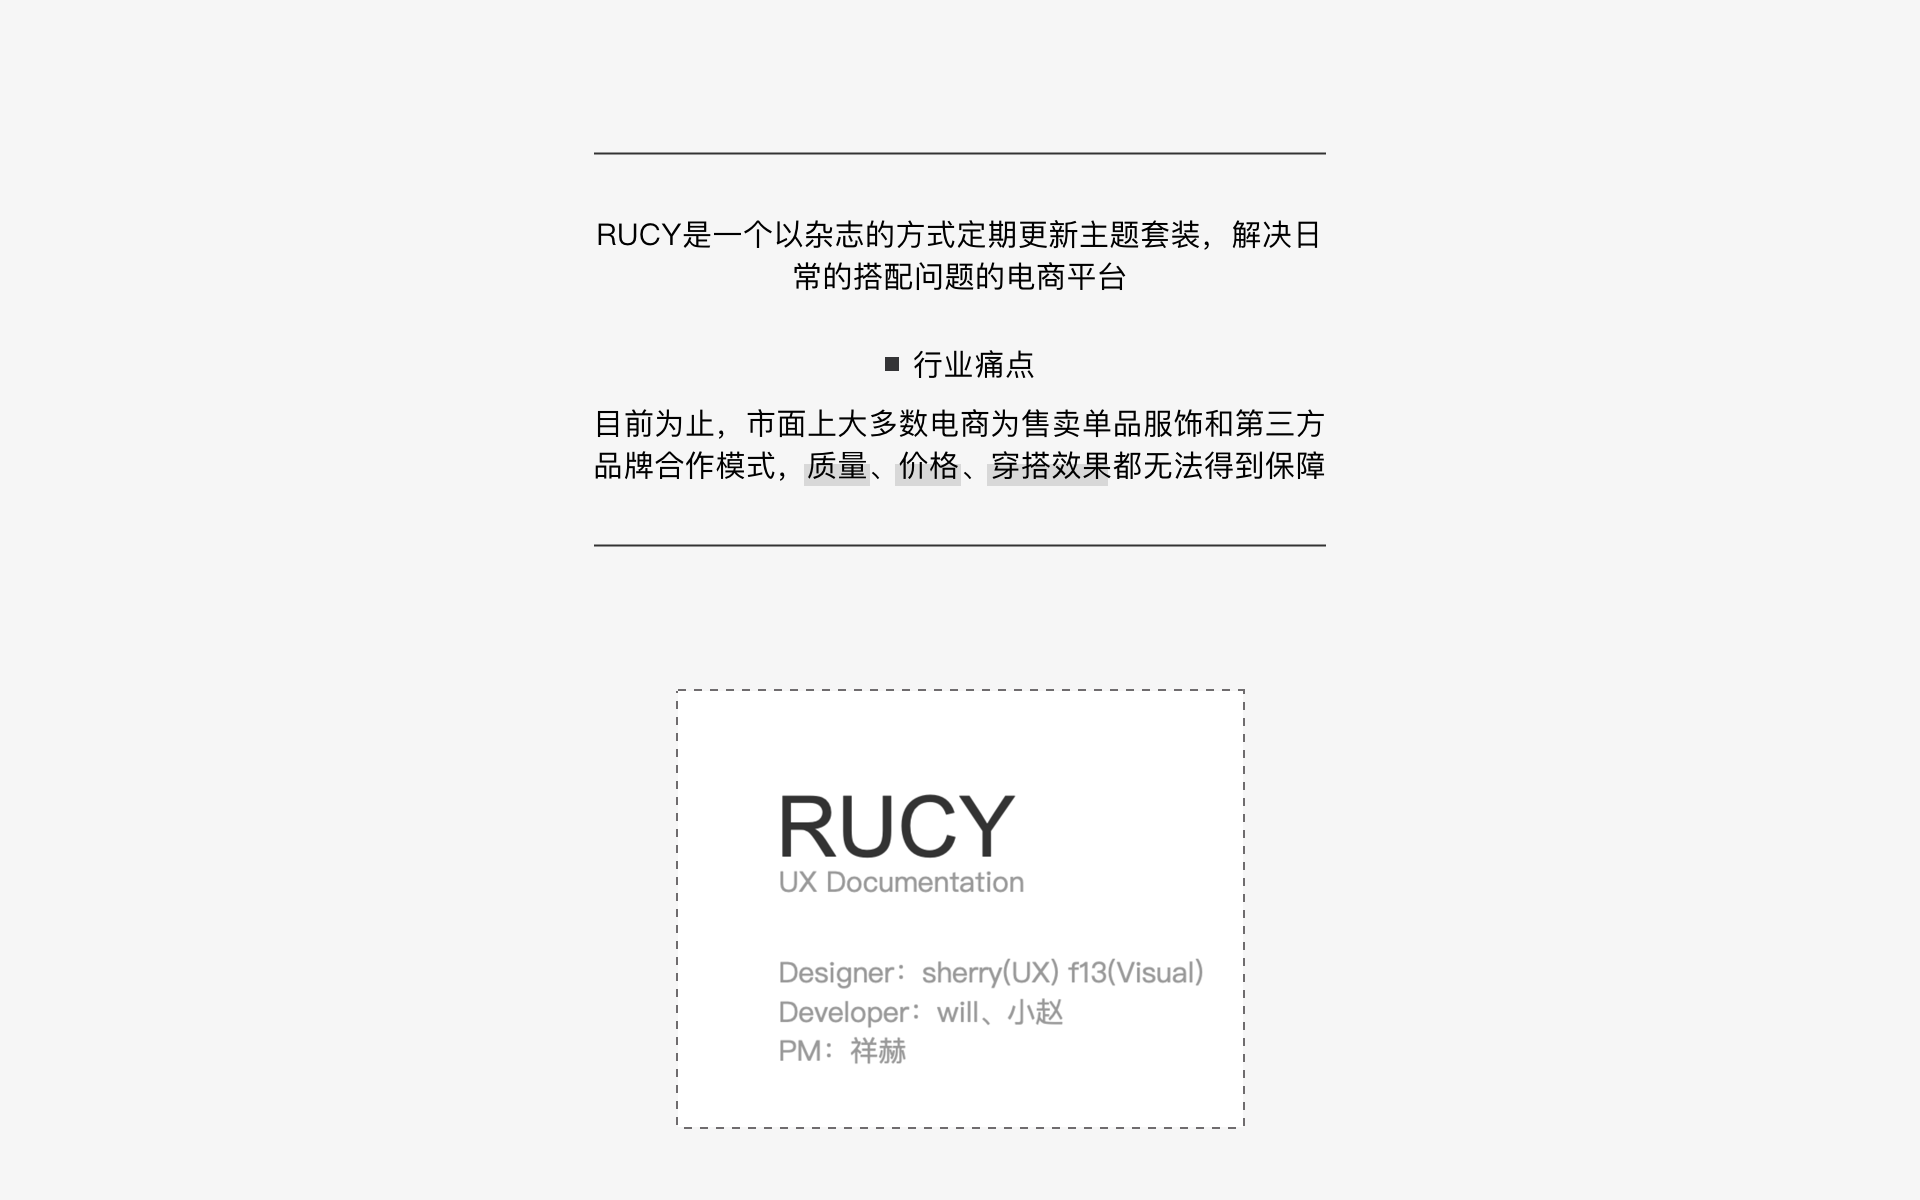 RUCY是一个以杂志的方式定期更新主题套装，解决日
常的搭配问题的电商平台
■ 行业痛点
目前为止，市面上大多数电商为售卖单品服饰和第三方
品牌合作模式，质量、价格、穿搭效果都无法得到保障
RUCY
UX Documentation
Designer：sherry(UX) f13(Visual)
Developer：will、小赵
PM：祥赫